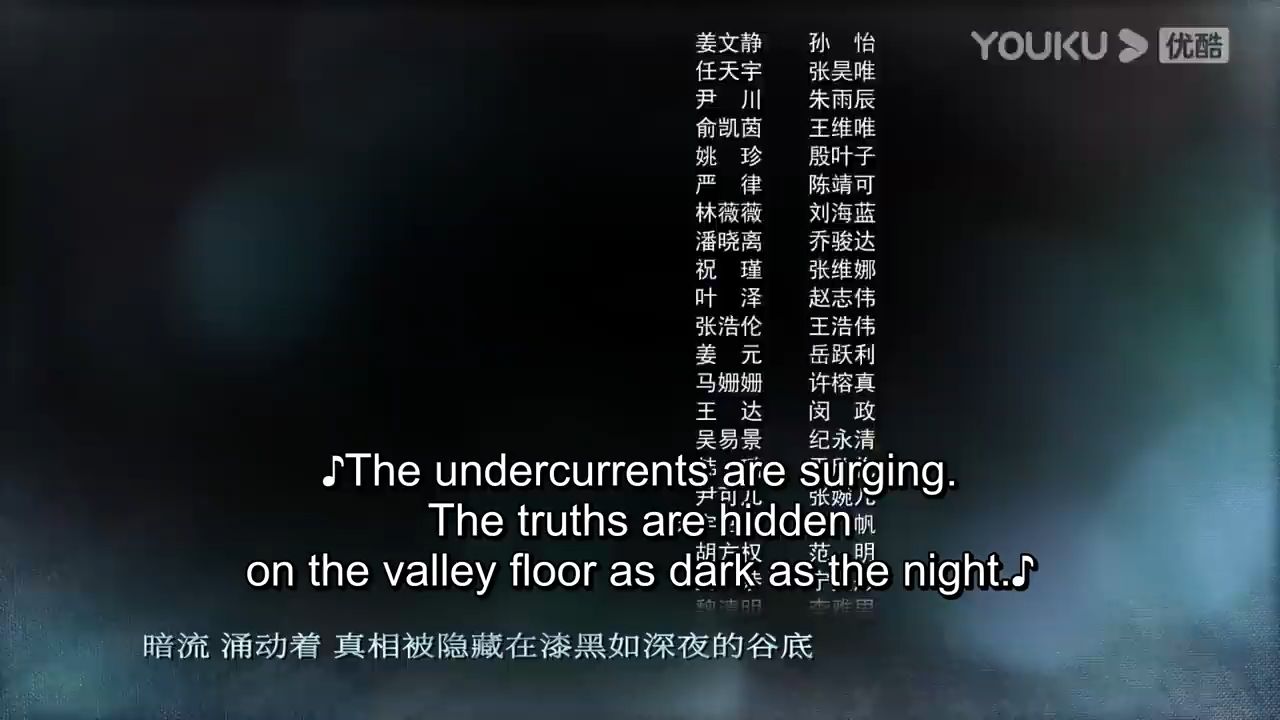 YOUKU 优酷
姜文静 孙 怡
任天宇 张昊唯
尹 川 朱雨辰
俞凯茵 王维唯
姚 珍 殷叶子
严 律 陈靖可
林薇薇 刘海蓝
潘晓离 乔骏达
祝 瑾 张维娜
叶 泽 赵志伟
张浩伦 王浩伟
姜 元 岳跃利
马姗姗 许榕真
王 达 闵 政
吴易景 纪永清
尹可儿 张婉儿
帆
胡方权 范 明
♪The undercurrents are surging.
The truths are hidden
on the valley floor as dark as the night.♪
暗流 涌动着 真相被隐藏在漆黑如深夜的谷底